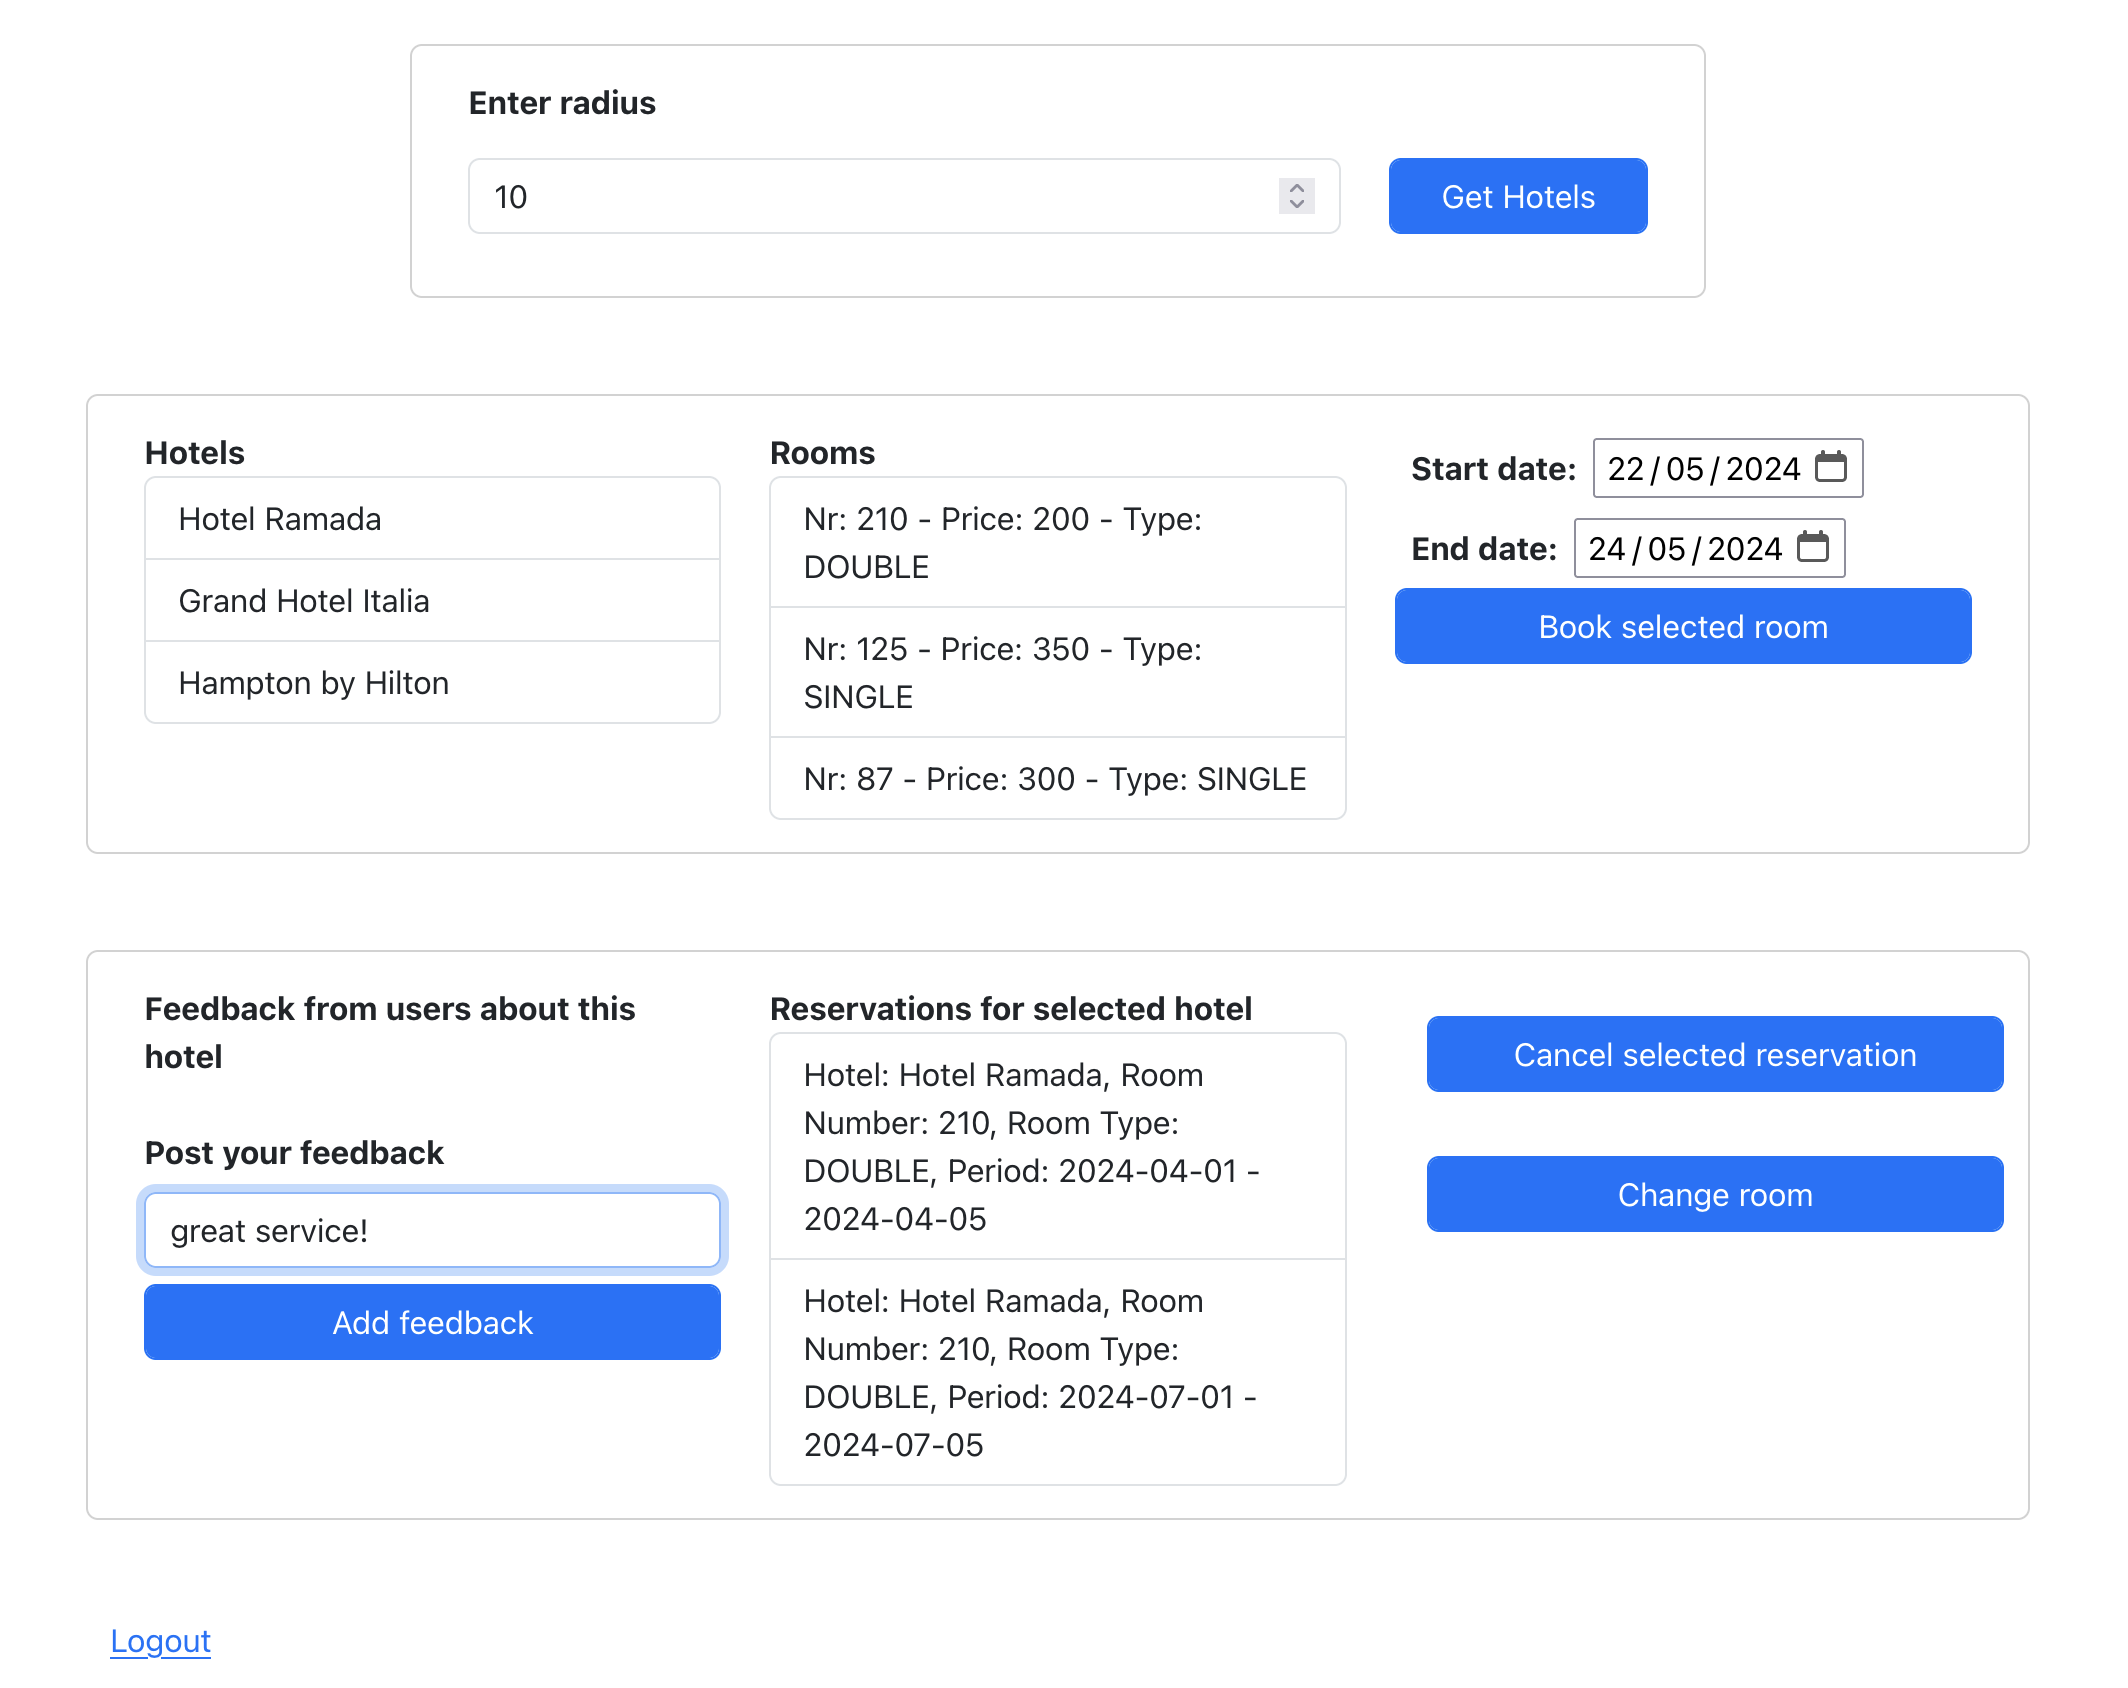 Enter radius
10
Get Hotels
Hotels
Hotel Ramada
Grand Hotel Italia
Hampton by Hilton
Rooms
Nr: 210 - Price: 200 - Type:
DOUBLE
Nr: 125 - Price: 350 - Type:
SINGLE
Nr: 87 - Price: 300 - Type: SINGLE
Start date: 22/05/2024
End date: 24/05/2024
Book selected room
Feedback from users about this
hotel
Post your feedback
great service!
Add feedback
Reservations for selected hotel
Hotel: Hotel Ramada, Room
Number: 210, Room Type:
DOUBLE, Period: 2024-04-01 -
2024-04-05
Hotel: Hotel Ramada, Room
Number: 210, Room Type:
DOUBLE, Period: 2024-07-01 -
2024-07-05
Cancel selected reservation
Change room
Logout